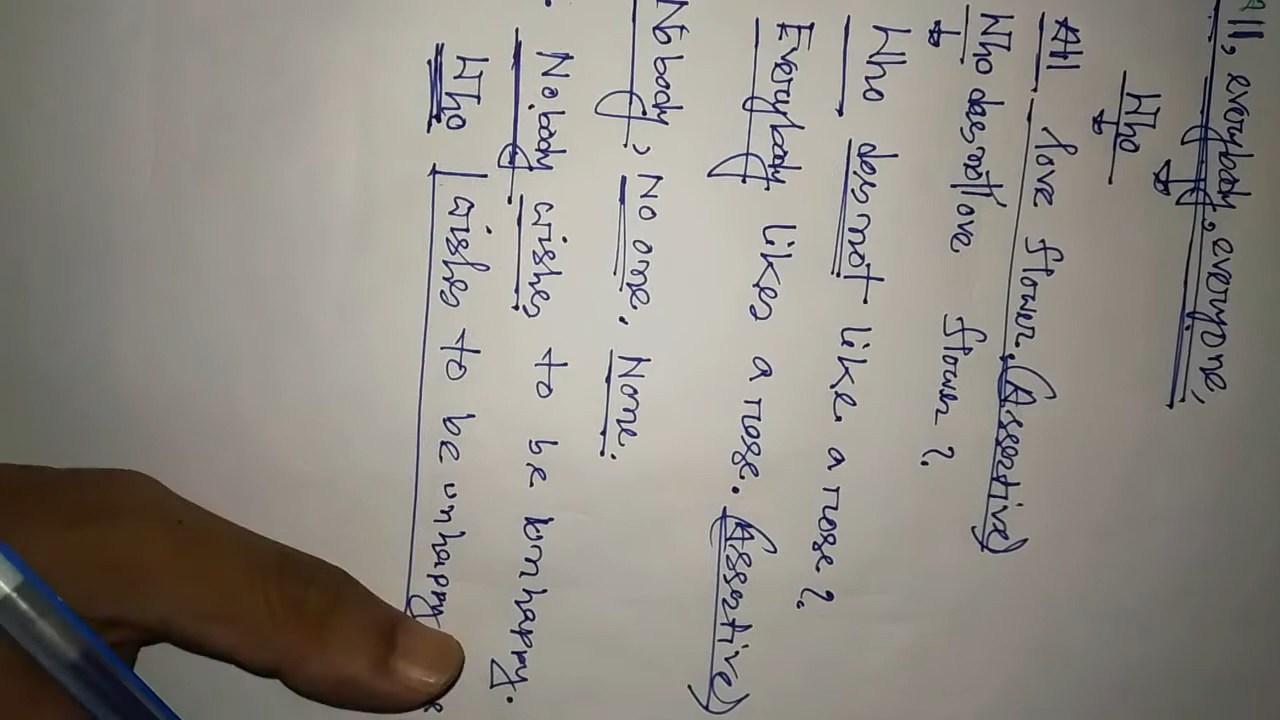 All, everybody, everyone,
Who
All love flower. (Assertive)
Who does not love flower?
Who does not like a rose?
Everybody likes a rose. (Assertive)
Nobody, No one. None.
Nobody wishes to be unhappy.
Who wishes to be unhappy